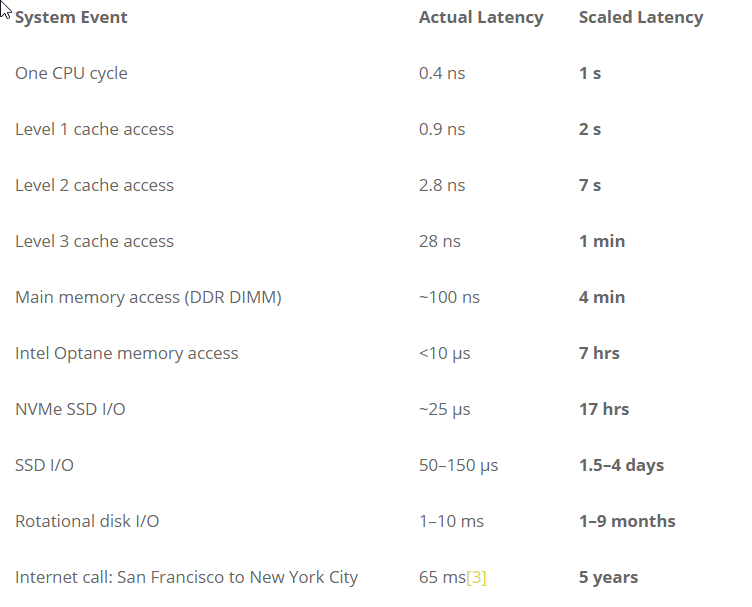 System Event Actual Latency Scaled Latency
One CPU cycle 0.4 ns 1 s
Level 1 cache access 0.9 ns 2 s
Level 2 cache access 2.8 ns 7 s
Level 3 cache access 28 ns 1 min
Main memory access (DDR DIMM) ~100 ns 4 min
Intel Optane memory access <10 μs 7 hrs
NVMe SSD I/O ~25 μs 17 hrs
SSD I/O 50–150 μs 1.5–4 days
Rotational disk I/O 1–10 ms 1–9 months
Internet call: San Francisco to New York City 65 ms[3] 5 years